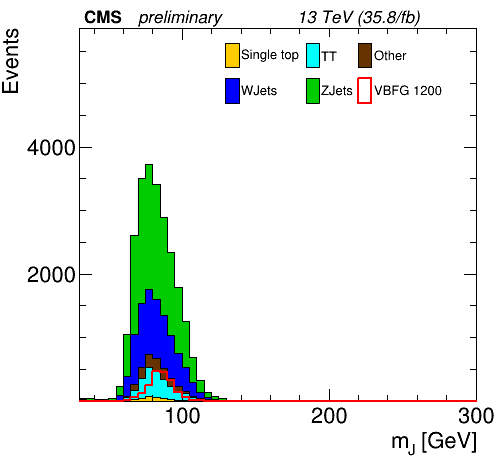 CMS preliminary 13 TeV (35.8/fb)
Events
Single top TT Other
WJets ZJets VBFG 1200
4000
2000
100 200 300
m_J [GeV]